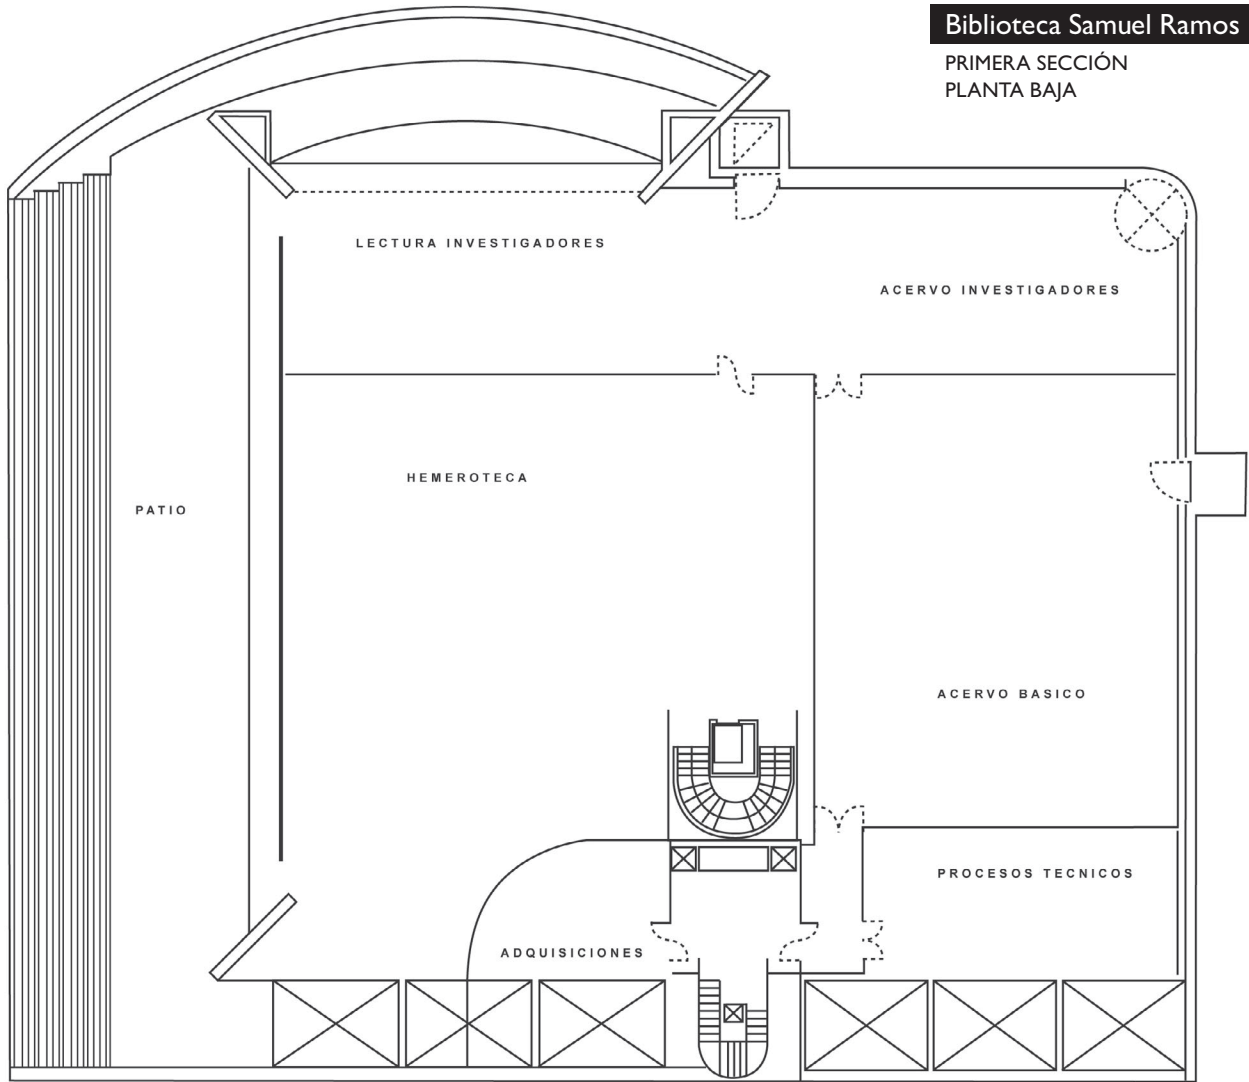 Biblioteca Samuel Ramos
PRIMERA SECCIÓN
PLANTA BAJA
LECTURA INVESTIGADORES
ACERVO INVESTIGADORES
HEMEROTECA
PATIO
ACERVO BASICO
PROCESOS TECNICOS
ADQUISICIONES